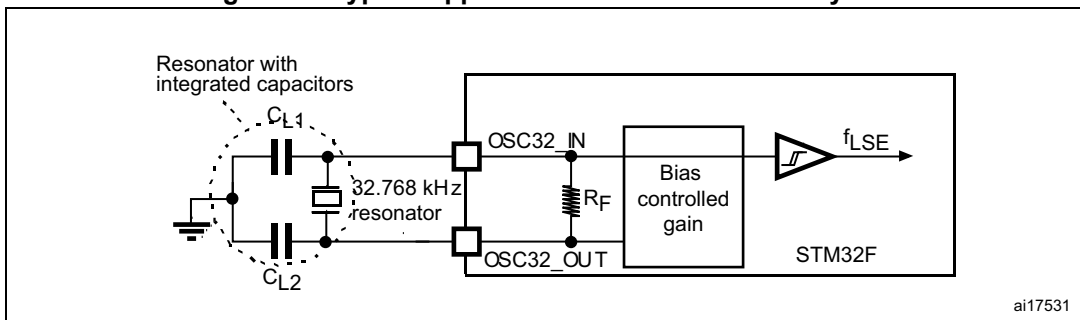 Resonator with
integrated capacitors
CL1
OSC32_IN
fLSE
32.768 kHz
resonator
RF
Bias
controlled
gain
OSC32_OUT
STM32F
CL2
ai17531